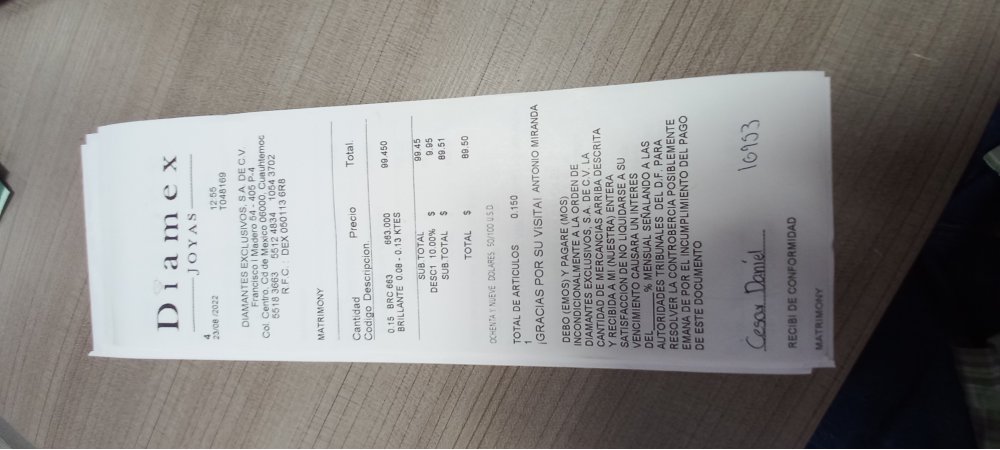 Diamex
JOYAS
4
23/08 /2022 12:55
T048169
DIAMANTES EXCLUSIVOS, S.A. DE C.V.
Francisco I Madero 54 - 405 P-4
Col. Centro, Cd de Mexico 06000, Cuauhtemoc
5518 3663 5512 4834 1054 3702
R.F.C.: DEX 050113 6R8
MATRIMONY
Cantidad Precio Total.
Codigo Descripcion.
0.15 BRC 663 663.000 99.450
BRILLANTE 0.08 - 0.13 KTES
SUB TOTAL 99.45
DESC1 10.00% $ 9.95
SUB TOTAL $ 89.51
TOTAL $ 89.50
OCHENTA Y NUEVE DOLARES 50/100 U.S.D.
TOTAL DE ARTICULOS 0.150
1
¡GRACIAS POR SU VISITA! ANTONIO MIRANDA
DEBO (EMOS) Y PAGARE (MOS)
INCONDICIONALMENTE A LA ORDEN DE
DIAMANTES EXCLUSIVOS, S.A. DE C.V. LA
CANTIDAD DE MERCANCIAS ARRIBA DESCRITA
Y RECIBIDA A MI (NUESTRA) ENTERA
SATISFACCION DE NO LIQUIDARSE A SU
VENCIMIENTO CAUSARA UN INTERES
DEL ____ % MENSUAL SEÑALANDO A LAS
AUTORIDADES TRIBUNALES DEL D.F. PARA
RESOLVER LA CONTROBERCIA POSIBLEMENTE
EMANA DE POR EL INCUMPLIMIENTO DEL PAGO
DE ESTE DOCUMENTO
Cesar Daniel 16953
RECIBI DE CONFORMIDAD
MATRIMONY